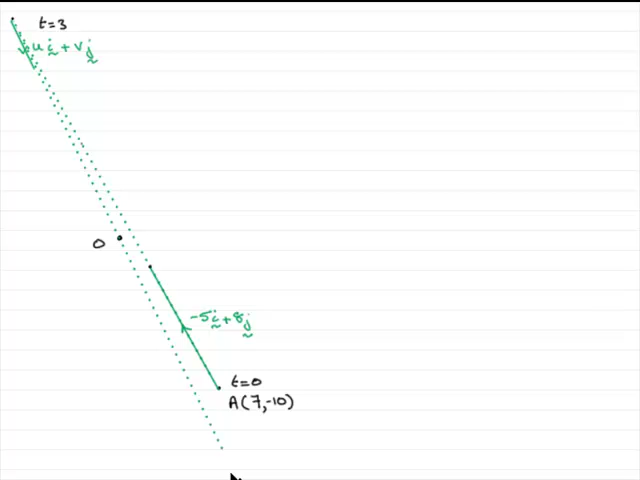 t=3
ui+vj
O
-5i+8j
t=0
A(7,-10)